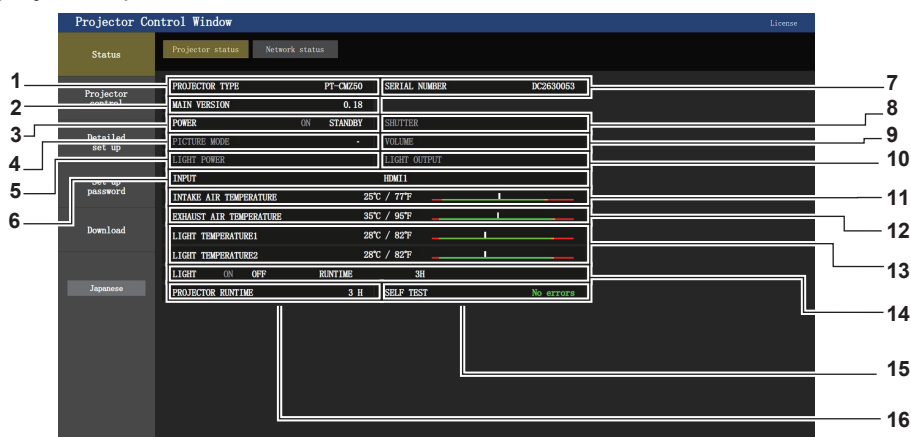 Projector Control Window License
Status
Projector status Network status
1 PROJECTOR TYPE PT-CMZ50 SERIAL NUMBER DC2630053 7
Projector
control
2 MAIN VERSION 0.18 8
3 POWER ON STANDBY SHUTTER
Detailed
set up
4 PICTURE MODE - VOLUME 9
5 LIGHT POWER LIGHT OUTPUT 10
Set up
password
6 INPUT HDMI1
INTAKE AIR TEMPERATURE 25℃ / 77℉ 11
EXHAUST AIR TEMPERATURE 35℃ / 95℉ 12
Download
LIGHT TEMPERATURE1 28℃ / 82℉
LIGHT TEMPERATURE2 28℃ / 82℉ 13
LIGHT ON OFF RUNTIME 3H 14
Japanese
PROJECTOR RUNTIME 3 H SELF TEST No errors
15
16